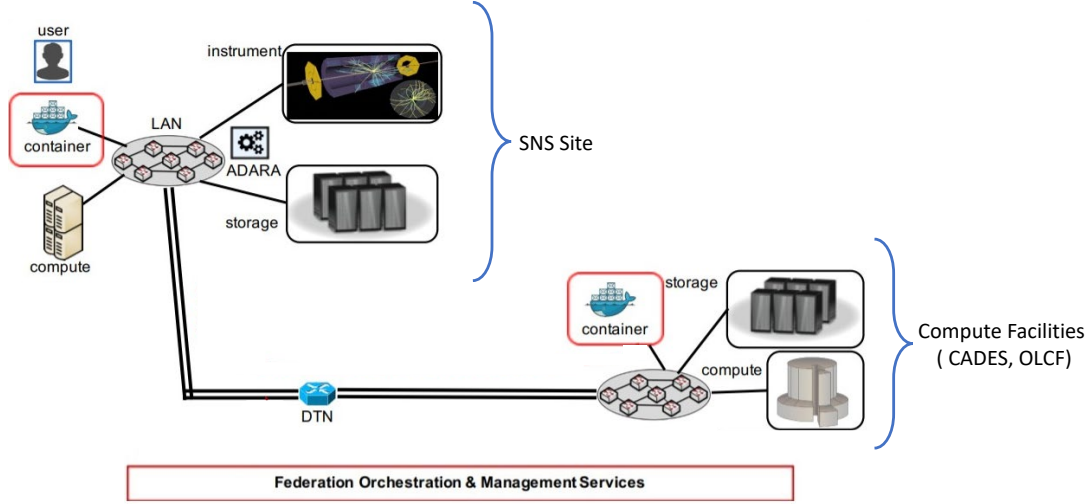 user
instrument
LAN
container
ADARA
SNS Site
storage
compute
storage
container
compute
Compute Facilities
( CADES, OLCF)
DTN
Federation Orchestration & Management Services